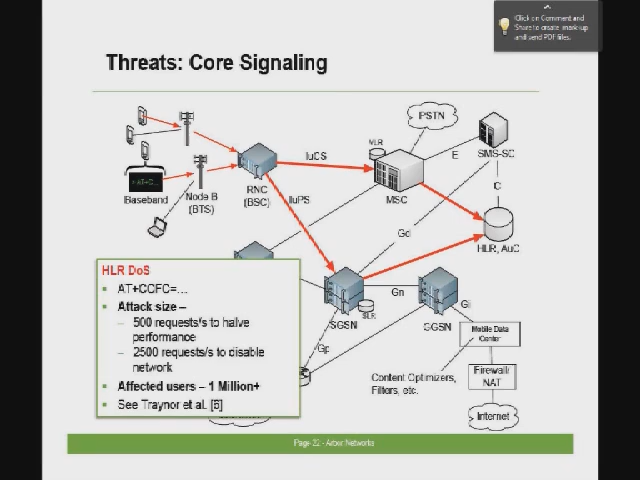 Click on Comment and
Share to create, mark-up
and send PDF files.
Threats: Core Signaling
PSTN
VLR
IuCS
E
SMS-SC
AT+C...
RNC
(BSC)
MSC
C
Baseband
Node B
(BTS)
IuPS
Gd
HLR, AuC
HLR DoS
AT+CCFC=…
Attack size –
– 500 requests/s to halve
performance
– 2500 requests/s to disable
network
Affected users – 1 Million+
See Traynor et al. [6]
Gn
Gi
SGSN
SLR
GGSN
Gp
Mobile Data
Center
Content Optimizers,
Filters, etc.
Firewall/
NAT
Internet
Page 22 - Arbor Networks